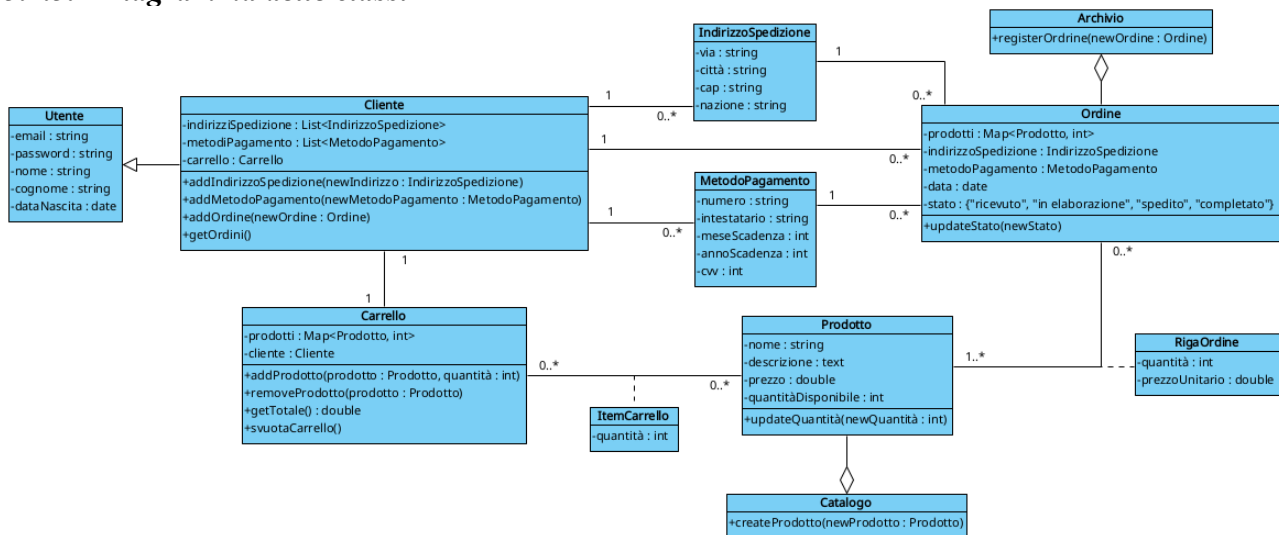 Archivio
+registerOrdrine(newOrdine : Ordine)
IndirizzoSpedizione
-via : string
-città : string
-cap : string
-nazione : string
1
0..*
Utente
-email : string
-password : string
-nome : string
-cognome : string
-dataNascita : date
Cliente
-indirizziSpedizione : List<IndirizzoSpedizione>
-metodiPagamento : List<MetodoPagamento>
-carrello : Carrello
+addIndirizzoSpedizione(newIndirizzo : IndirizzoSpedizione)
+addMetodoPagamento(newMetodoPagamento : MetodoPagamento)
+addOrdine(newOrdine : Ordine)
+getOrdini()
1
0..*
1
0..*
1
0..*
Ordine
-prodotti : Map<Prodotto, int>
-indirizzoSpedizione : IndirizzoSpedizione
-metodoPagamento : MetodoPagamento
-data : date
-stato : {"ricevuto", "in elaborazione", "spedito", "completato"}
+updateStato(newStato)
MetodoPagamento
-numero : string
-intestatario : string
-meseScadenza : int
-annoScadenza : int
-cvv : int
1
0..*
1
1
0..*
1..*
Carrello
-prodotti : Map<Prodotto, int>
-cliente : Cliente
+addProdotto(prodotto : Prodotto, quantità : int)
+removeProdotto(prodotto : Prodotto)
+getTotale() : double
+svuotaCarrello()
0..*
0..*
ItemCarrello
-quantità : int
Prodotto
-nome : string
-descrizione : text
-prezzo : double
-quantitàDisponibile : int
+updateQuantità(newQuantità : int)
RigaOrdine
-quantità : int
-prezzoUnitario : double
Catalogo
+createProdotto(newProdotto : Prodotto)